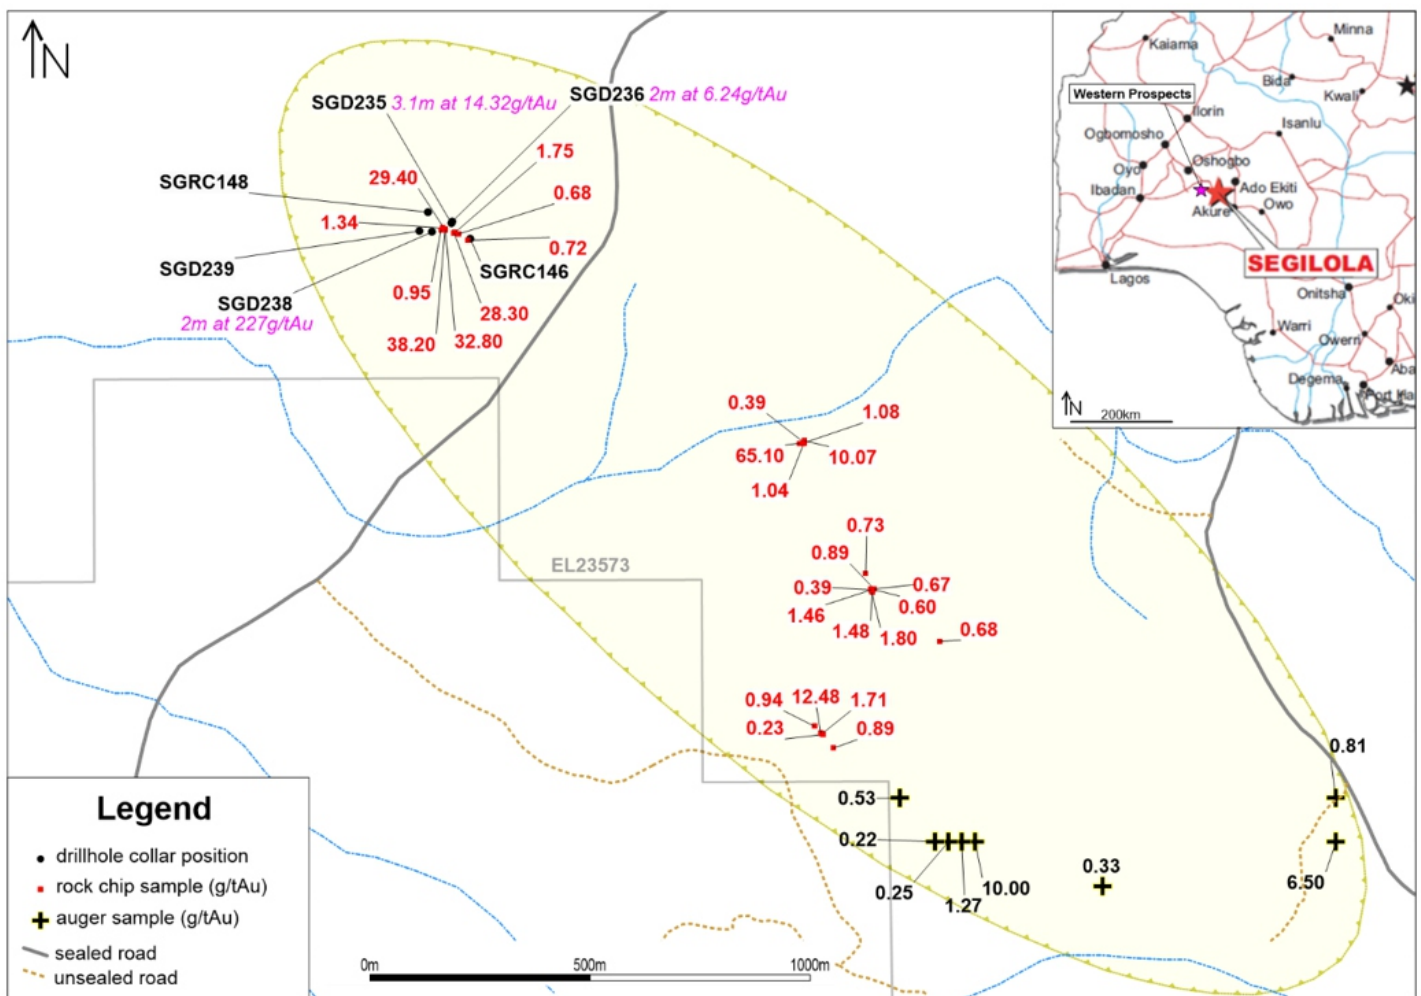 N
SGD235 3.1m at 14.32g/tAu
SGD236 2m at 6.24g/tAu
1.75
29.40
SGRC148
0.68
1.34
0.72
SGD239
SGRC146
0.95
SGD238
28.30
2m at 227g/tAu
38.20
32.80
0.39
1.08
65.10
10.07
1.04
0.73
EL23573
0.89
0.39
0.67
1.46
0.60
1.48
1.80
0.68
0.94
12.48
1.71
0.23
0.89
0.81
0.53
0.22
0.33
0.25
10.00
1.27
6.50
Minna
Kaiama
Bida
Kwali
Western Prospects
Ilorin
Isanlu
Ogbomosho
Oshogbo
Oyo
Ibadan
Ado Ekiti
Akure
Owo
SEGILOLA
Lagos
Onitsha
Oki
Warri
Owerri
Aba
Degema
Port Ha
N
200km
Legend
drillhole collar position
rock chip sample (g/tAu)
auger sample (g/tAu)
sealed road
unsealed road
0m
500m
1000m